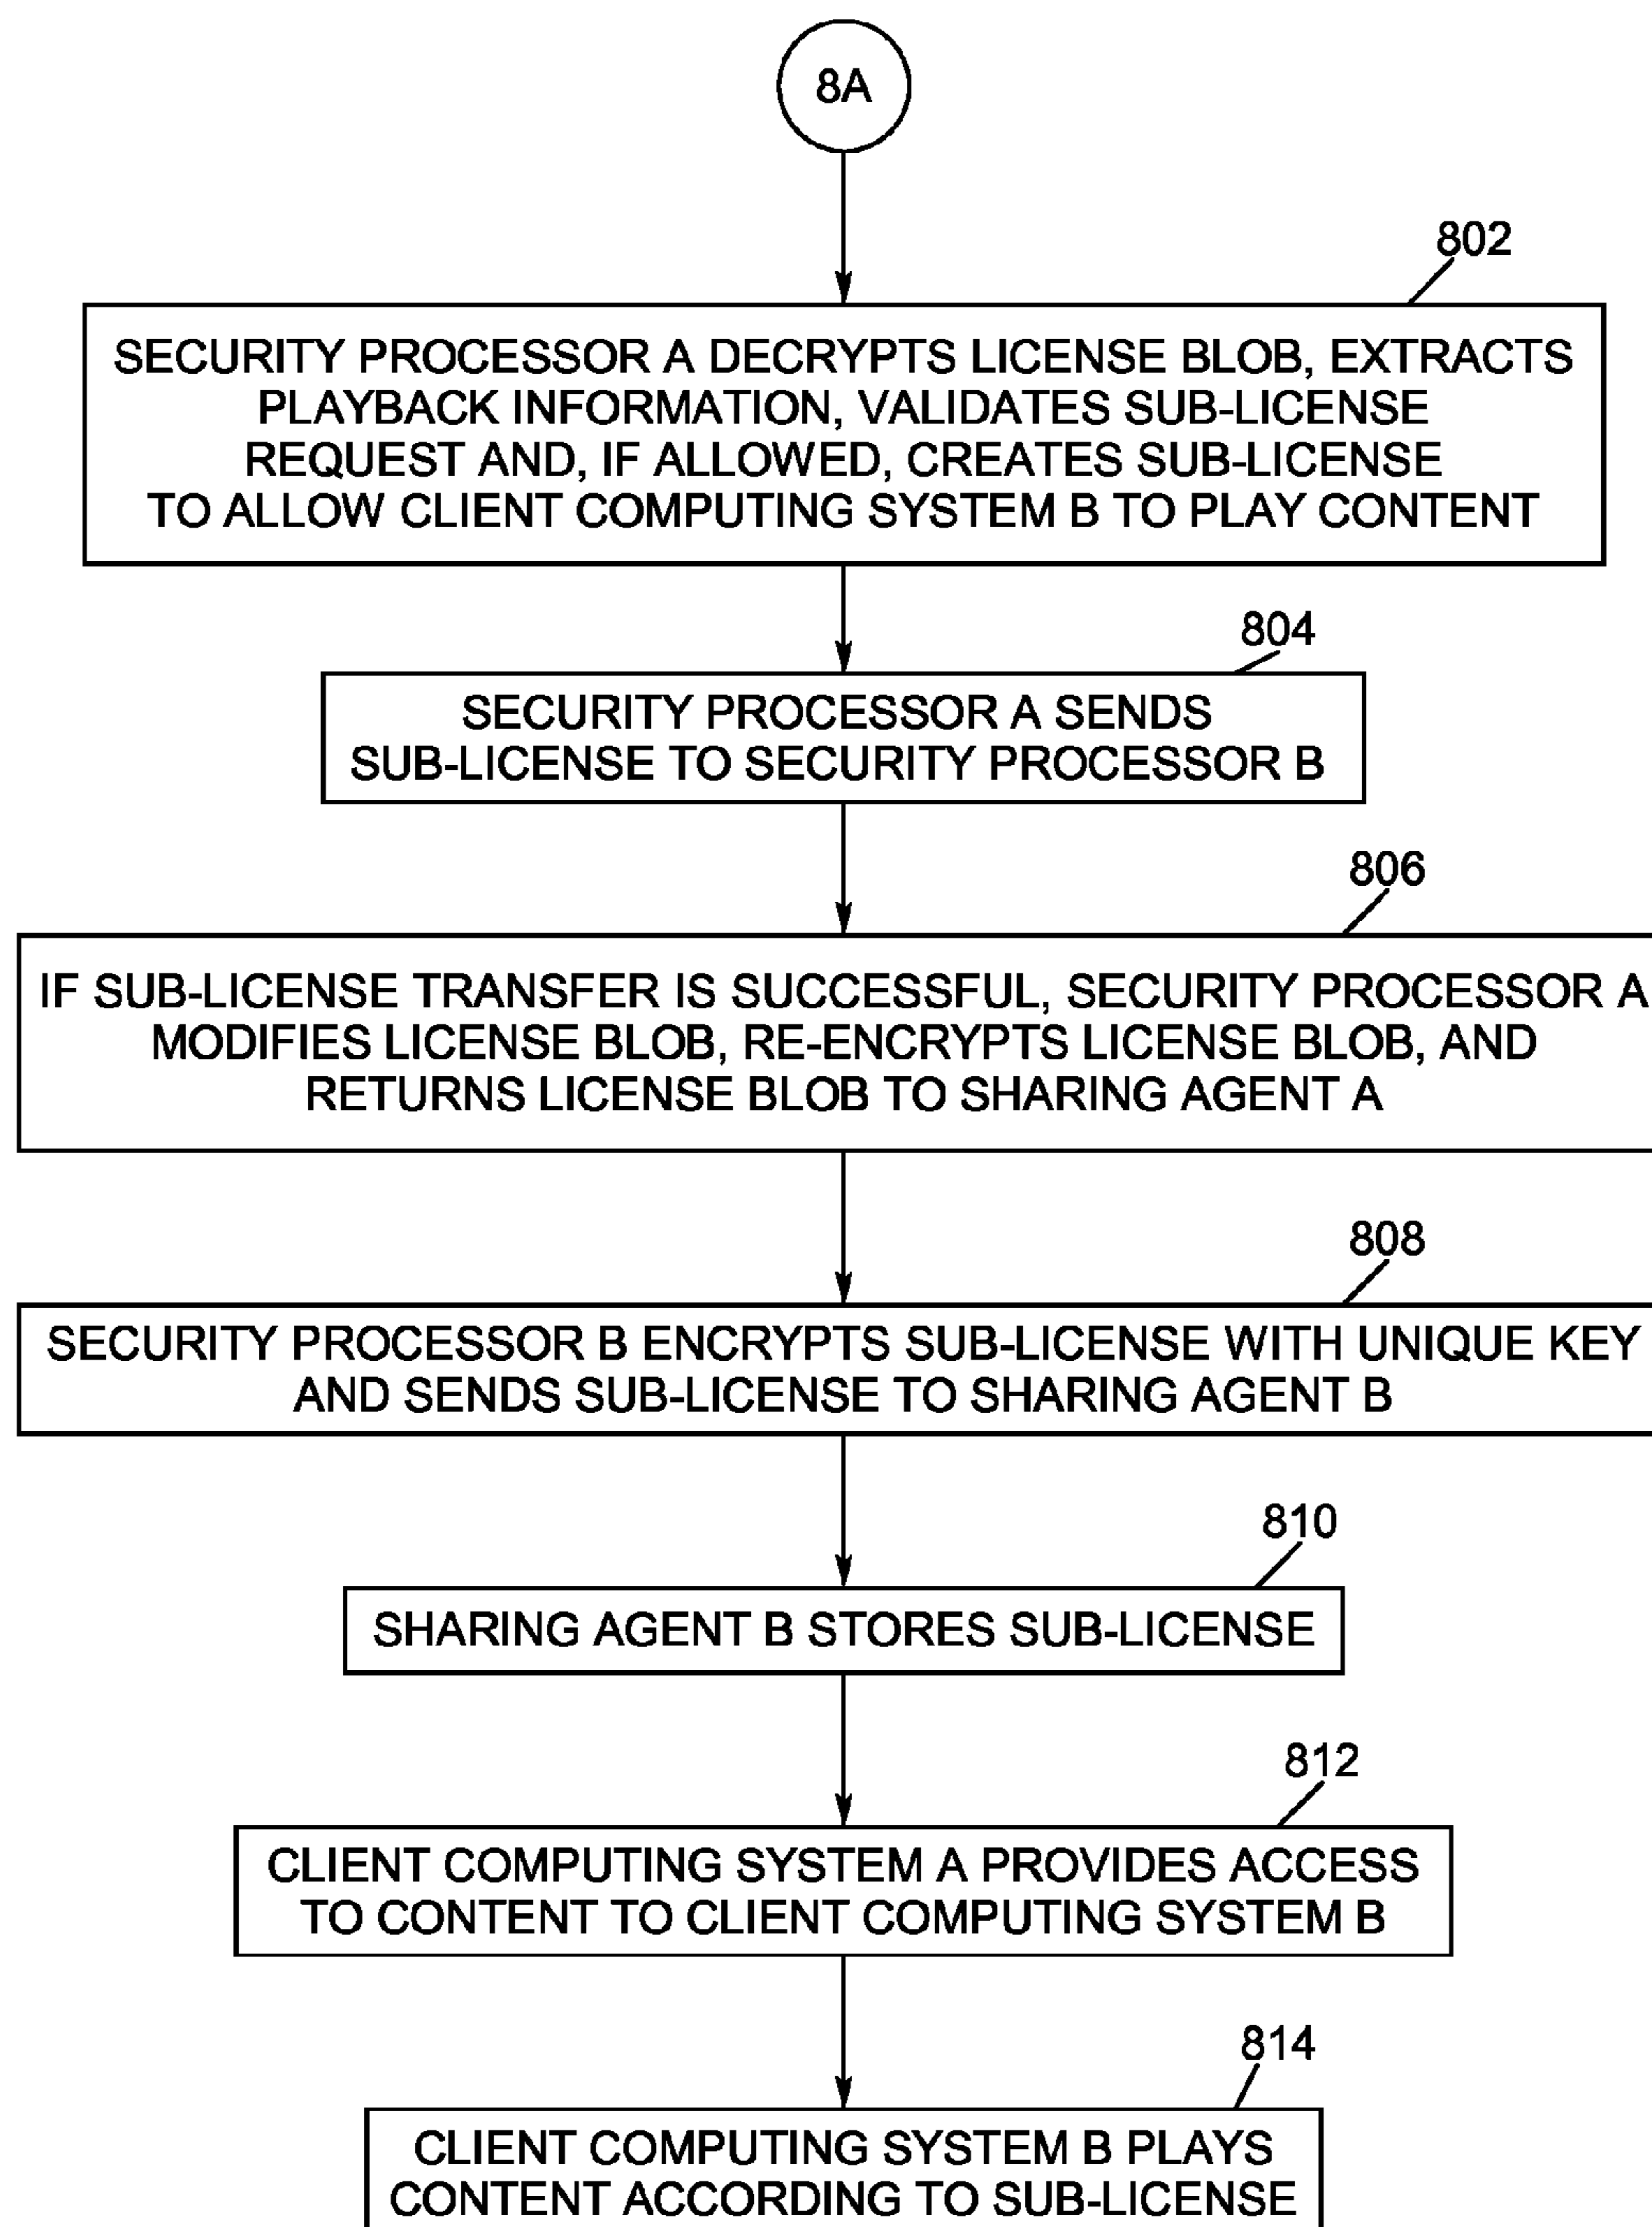 8A
802
SECURITY PROCESSOR A DECRYPTS LICENSE BLOB, EXTRACTS
PLAYBACK INFORMATION, VALIDATES SUB-LICENSE
REQUEST AND, IF ALLOWED, CREATES SUB-LICENSE
TO ALLOW CLIENT COMPUTING SYSTEM B TO PLAY CONTENT
804
SECURITY PROCESSOR A SENDS
SUB-LICENSE TO SECURITY PROCESSOR B
806
IF SUB-LICENSE TRANSFER IS SUCCESSFUL, SECURITY PROCESSOR A
MODIFIES LICENSE BLOB, RE-ENCRYPTS LICENSE BLOB, AND
RETURNS LICENSE BLOB TO SHARING AGENT A
808
SECURITY PROCESSOR B ENCRYPTS SUB-LICENSE WITH UNIQUE KEY
AND SENDS SUB-LICENSE TO SHARING AGENT B
810
SHARING AGENT B STORES SUB-LICENSE
812
CLIENT COMPUTING SYSTEM A PROVIDES ACCESS
TO CONTENT TO CLIENT COMPUTING SYSTEM B
814
CLIENT COMPUTING SYSTEM B PLAYS
CONTENT ACCORDING TO SUB-LICENSE